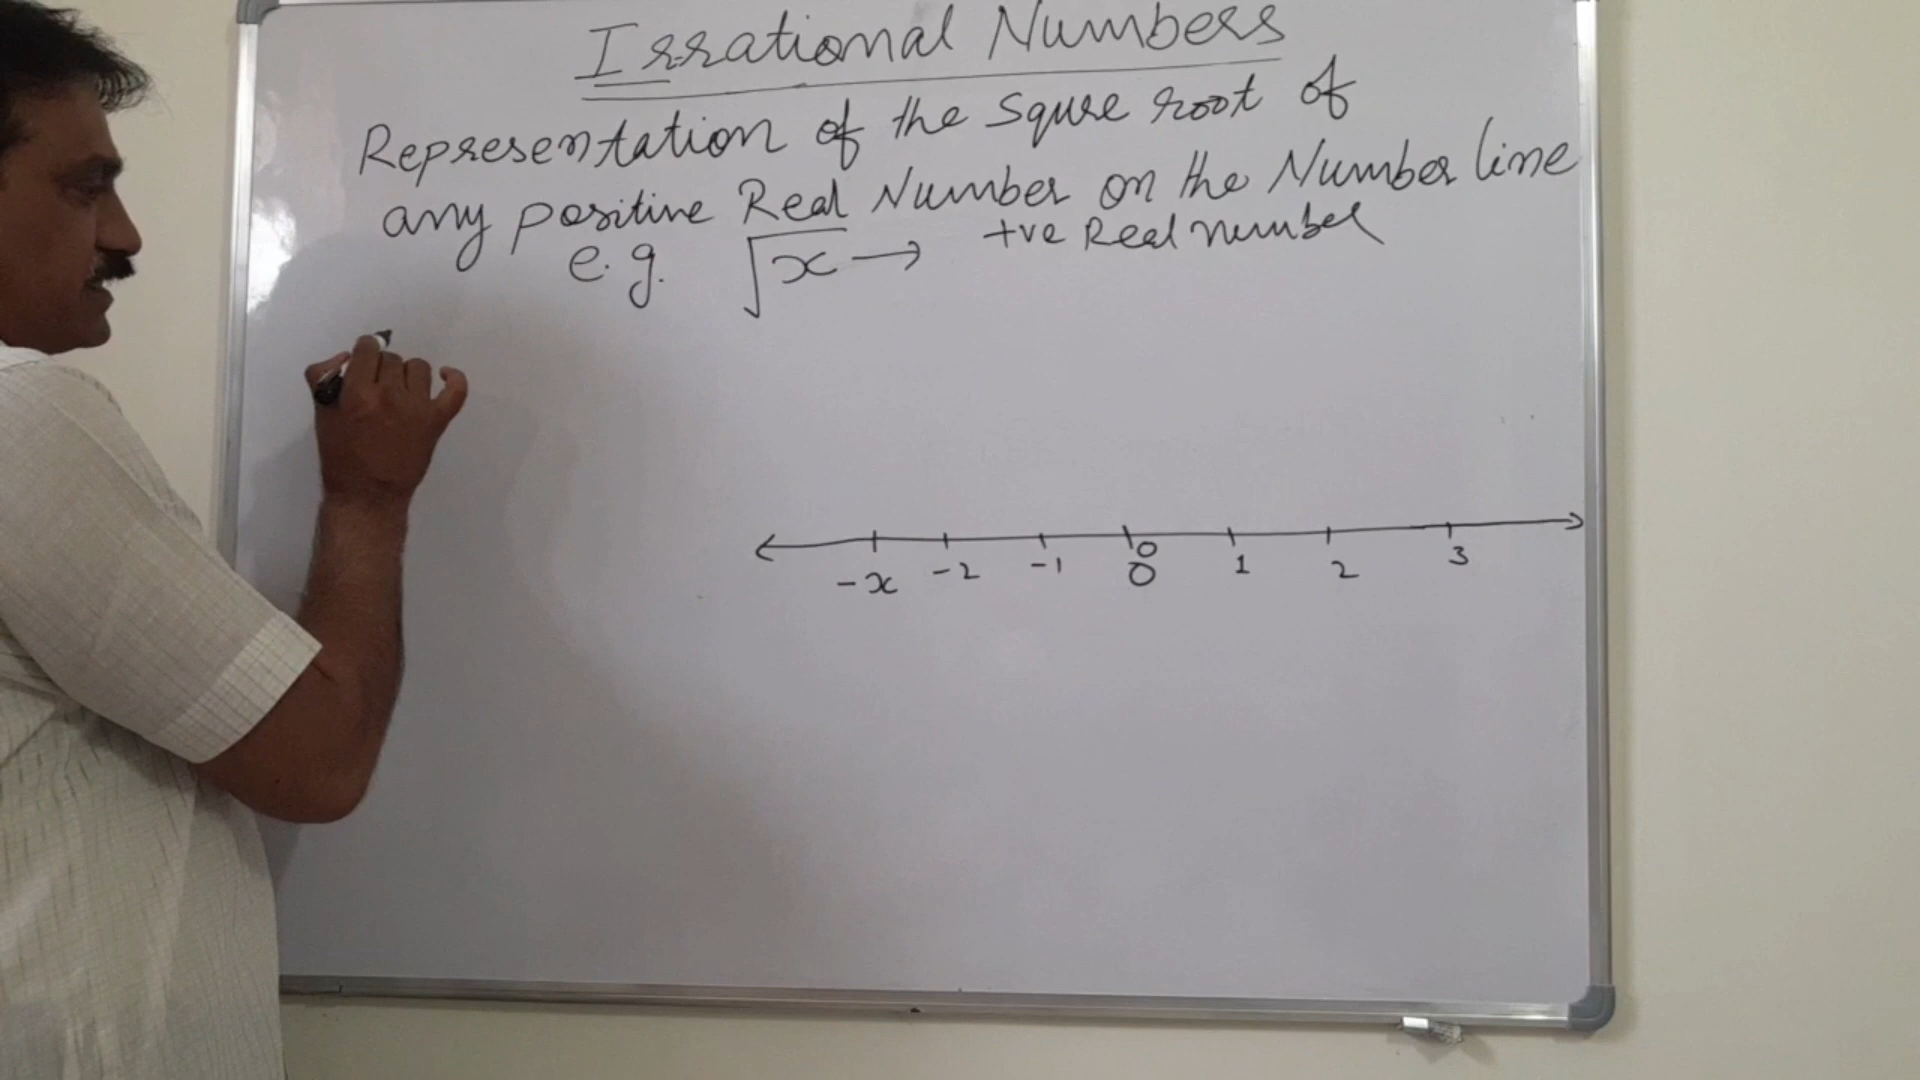 Irrational Numbers
Representation of the Squre root of
any positive Real Number on the Number line
e.g. √x → +ve Real number
-x -2 -1 0 1 2 3
O